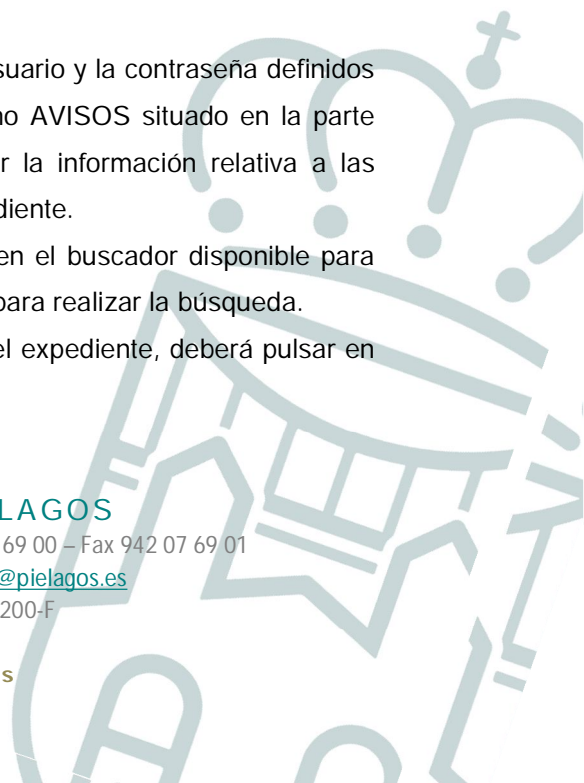 suario y la contraseña definidos
no AVISOS situado en la parte
r la información relativa a las
diente.
en el buscador disponible para
para realizar la búsqueda.
el expediente, deberá pulsar en
LAGOS
69 00 – Fax 942 07 69 01
@pielagos.es
200-F
s